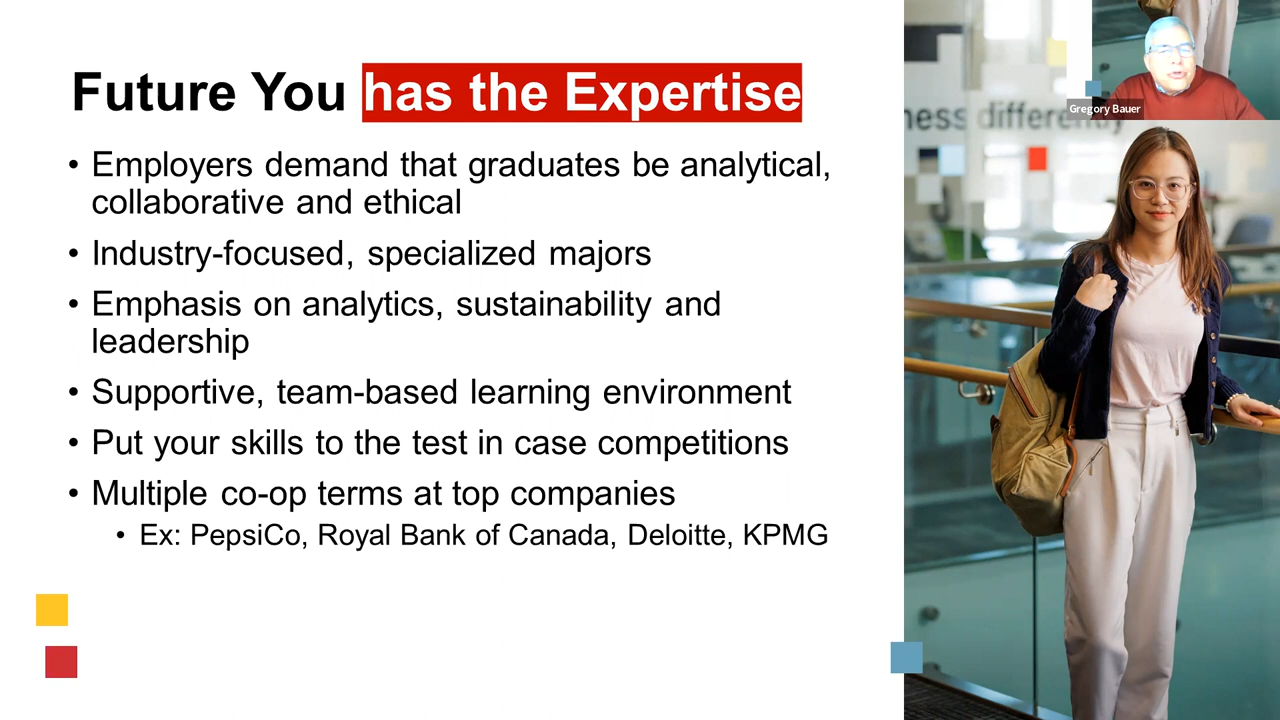 Future You has the Expertise
• Employers demand that graduates be analytical,
collaborative and ethical
• Industry-focused, specialized majors
• Emphasis on analytics, sustainability and
leadership
• Supportive, team-based learning environment
• Put your skills to the test in case competitions
• Multiple co-op terms at top companies
• Ex: PepsiCo, Royal Bank of Canada, Deloitte, KPMG
Gregory Bauer
ness differently